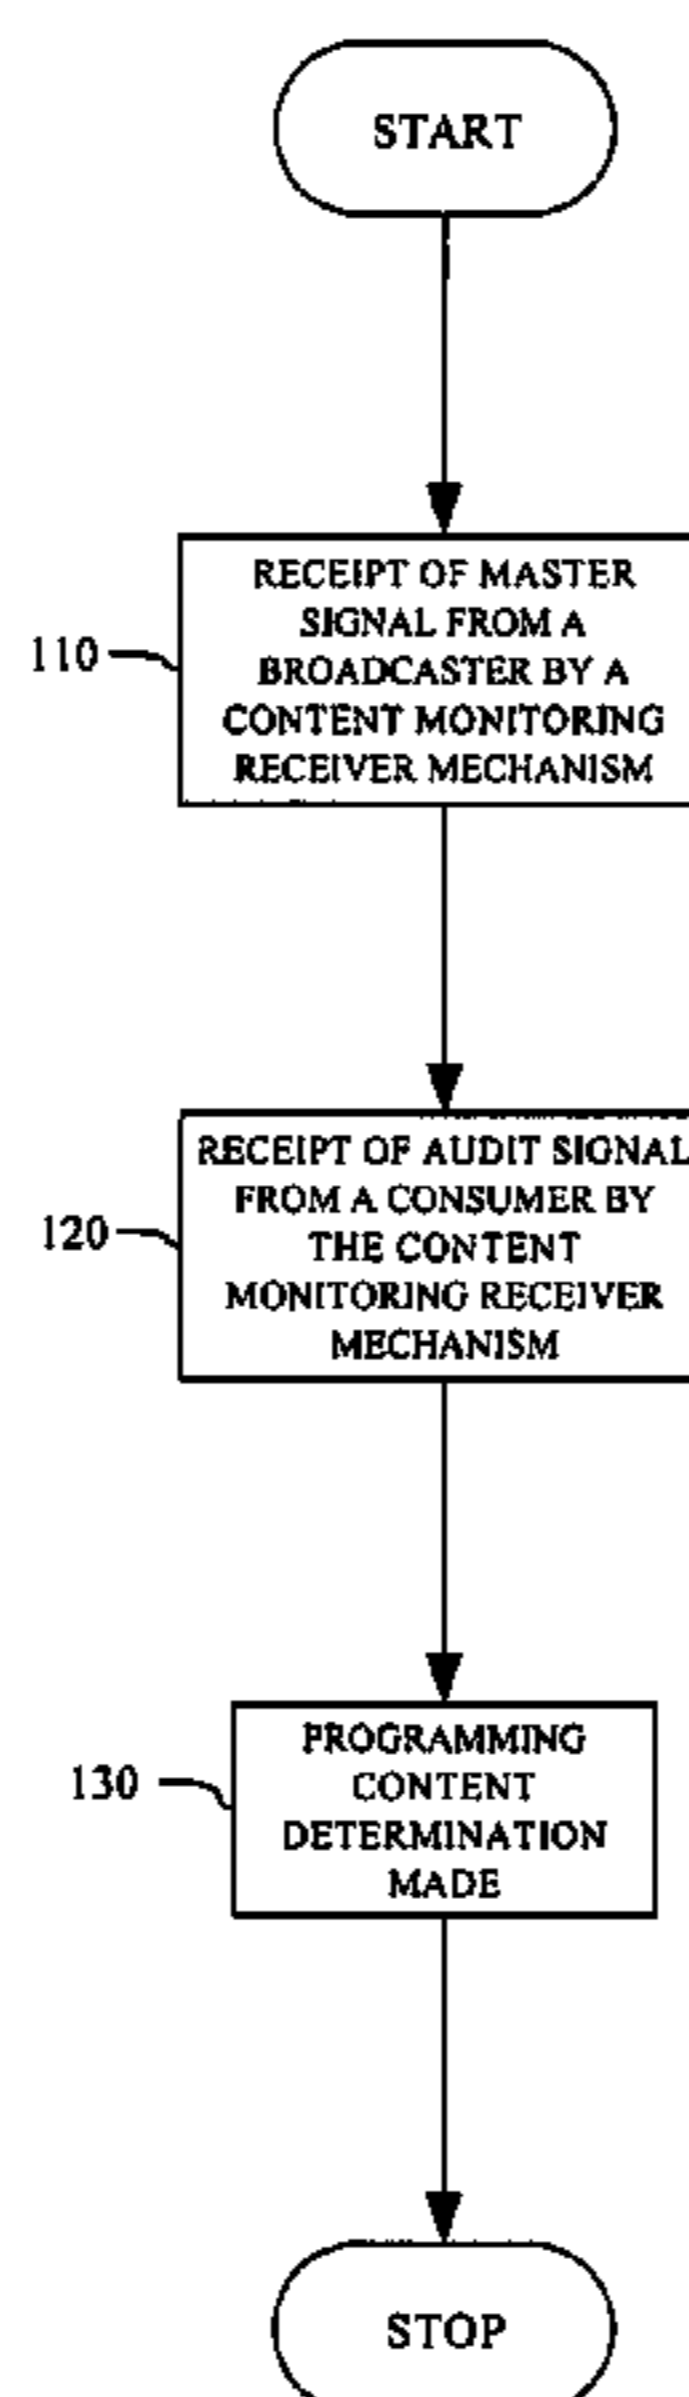 START
110
RECEIPT OF MASTER
SIGNAL FROM A
BROADCASTER BY A
CONTENT MONITORING
RECEIVER MECHANISM
120
RECEIPT OF AUDIT SIGNAL
FROM A CONSUMER BY
THE CONTENT
MONITORING RECEIVER
MECHANISM
130
PROGRAMMING
CONTENT
DETERMINATION
MADE
STOP